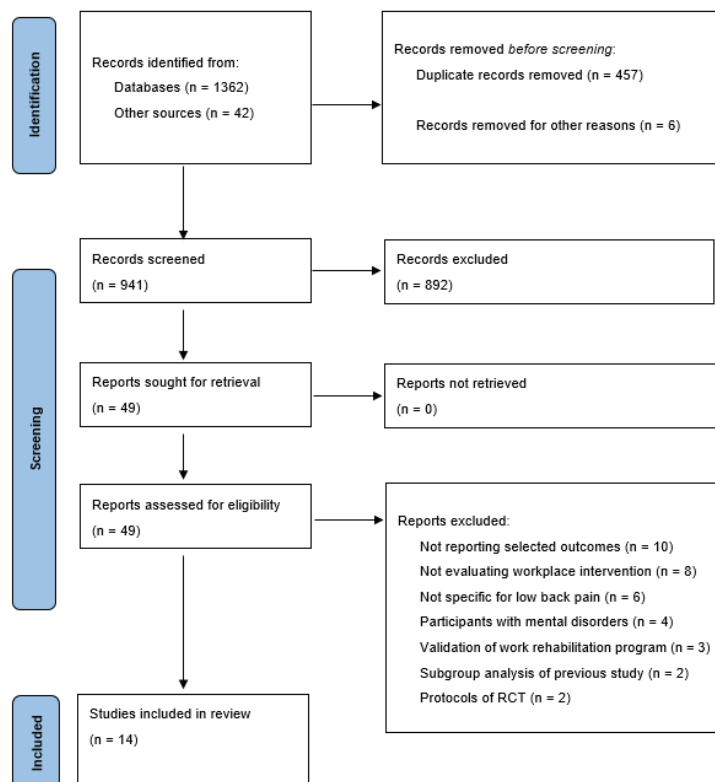 Identification
Records identified from:
Databases (n = 1362)
Other sources (n = 42)
Records removed before screening:
Duplicate records removed (n = 457)
Records removed for other reasons (n = 6)
Screening
Records screened
(n = 941)
Records excluded
(n = 892)
Reports sought for retrieval
(n = 49)
Reports not retrieved
(n = 0)
Reports assessed for eligibility
(n = 49)
Reports excluded:
Not reporting selected outcomes (n = 10)
Not evaluating workplace intervention (n = 8)
Not specific for low back pain (n = 6)
Participants with mental disorders (n = 4)
Validation of work rehabilitation program (n = 3)
Subgroup analysis of previous study (n = 2)
Protocols of RCT (n = 2)
Included
Studies included in review
(n = 14)